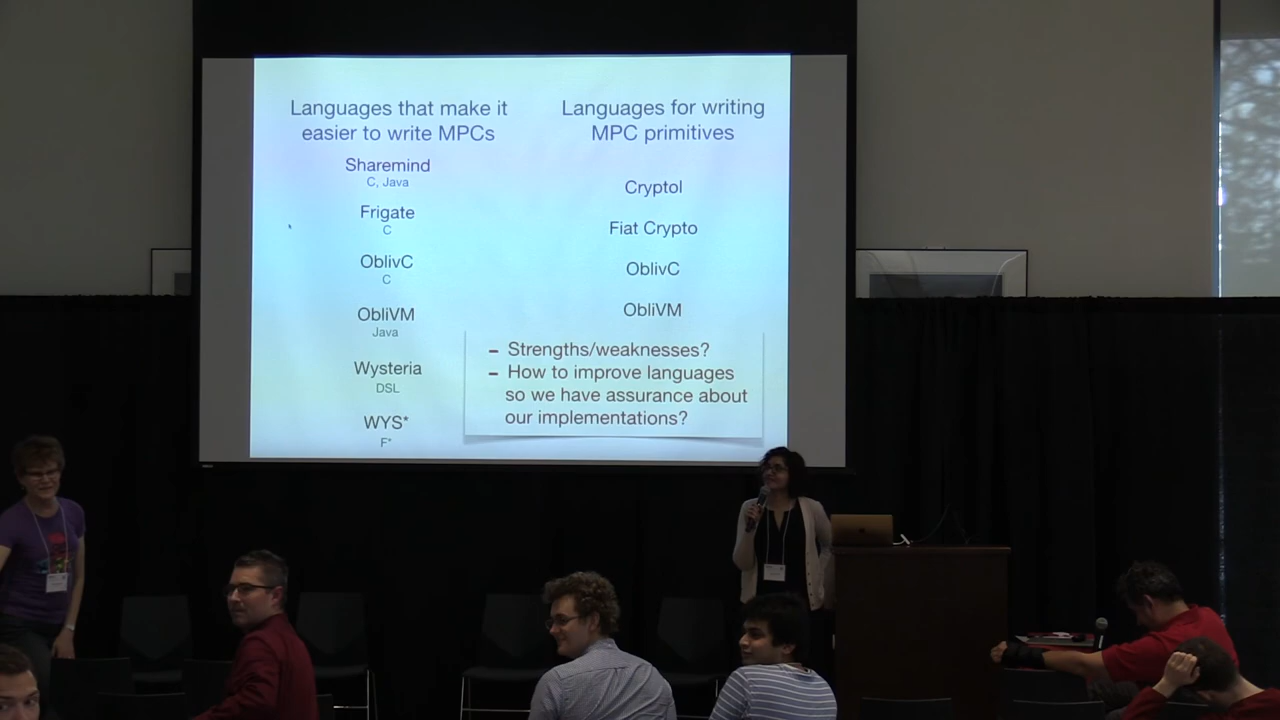 Languages that make it
easier to write MPCs
Sharemind
C, Java
Frigate
C
OblivC
C
ObliVM
Java
Wysteria
DSL
WYS*
F*
Languages for writing
MPC primitives
Cryptol
Fiat Crypto
OblivC
ObliVM
- Strengths/weaknesses?
- How to improve languages
so we have assurance about
our implementations?